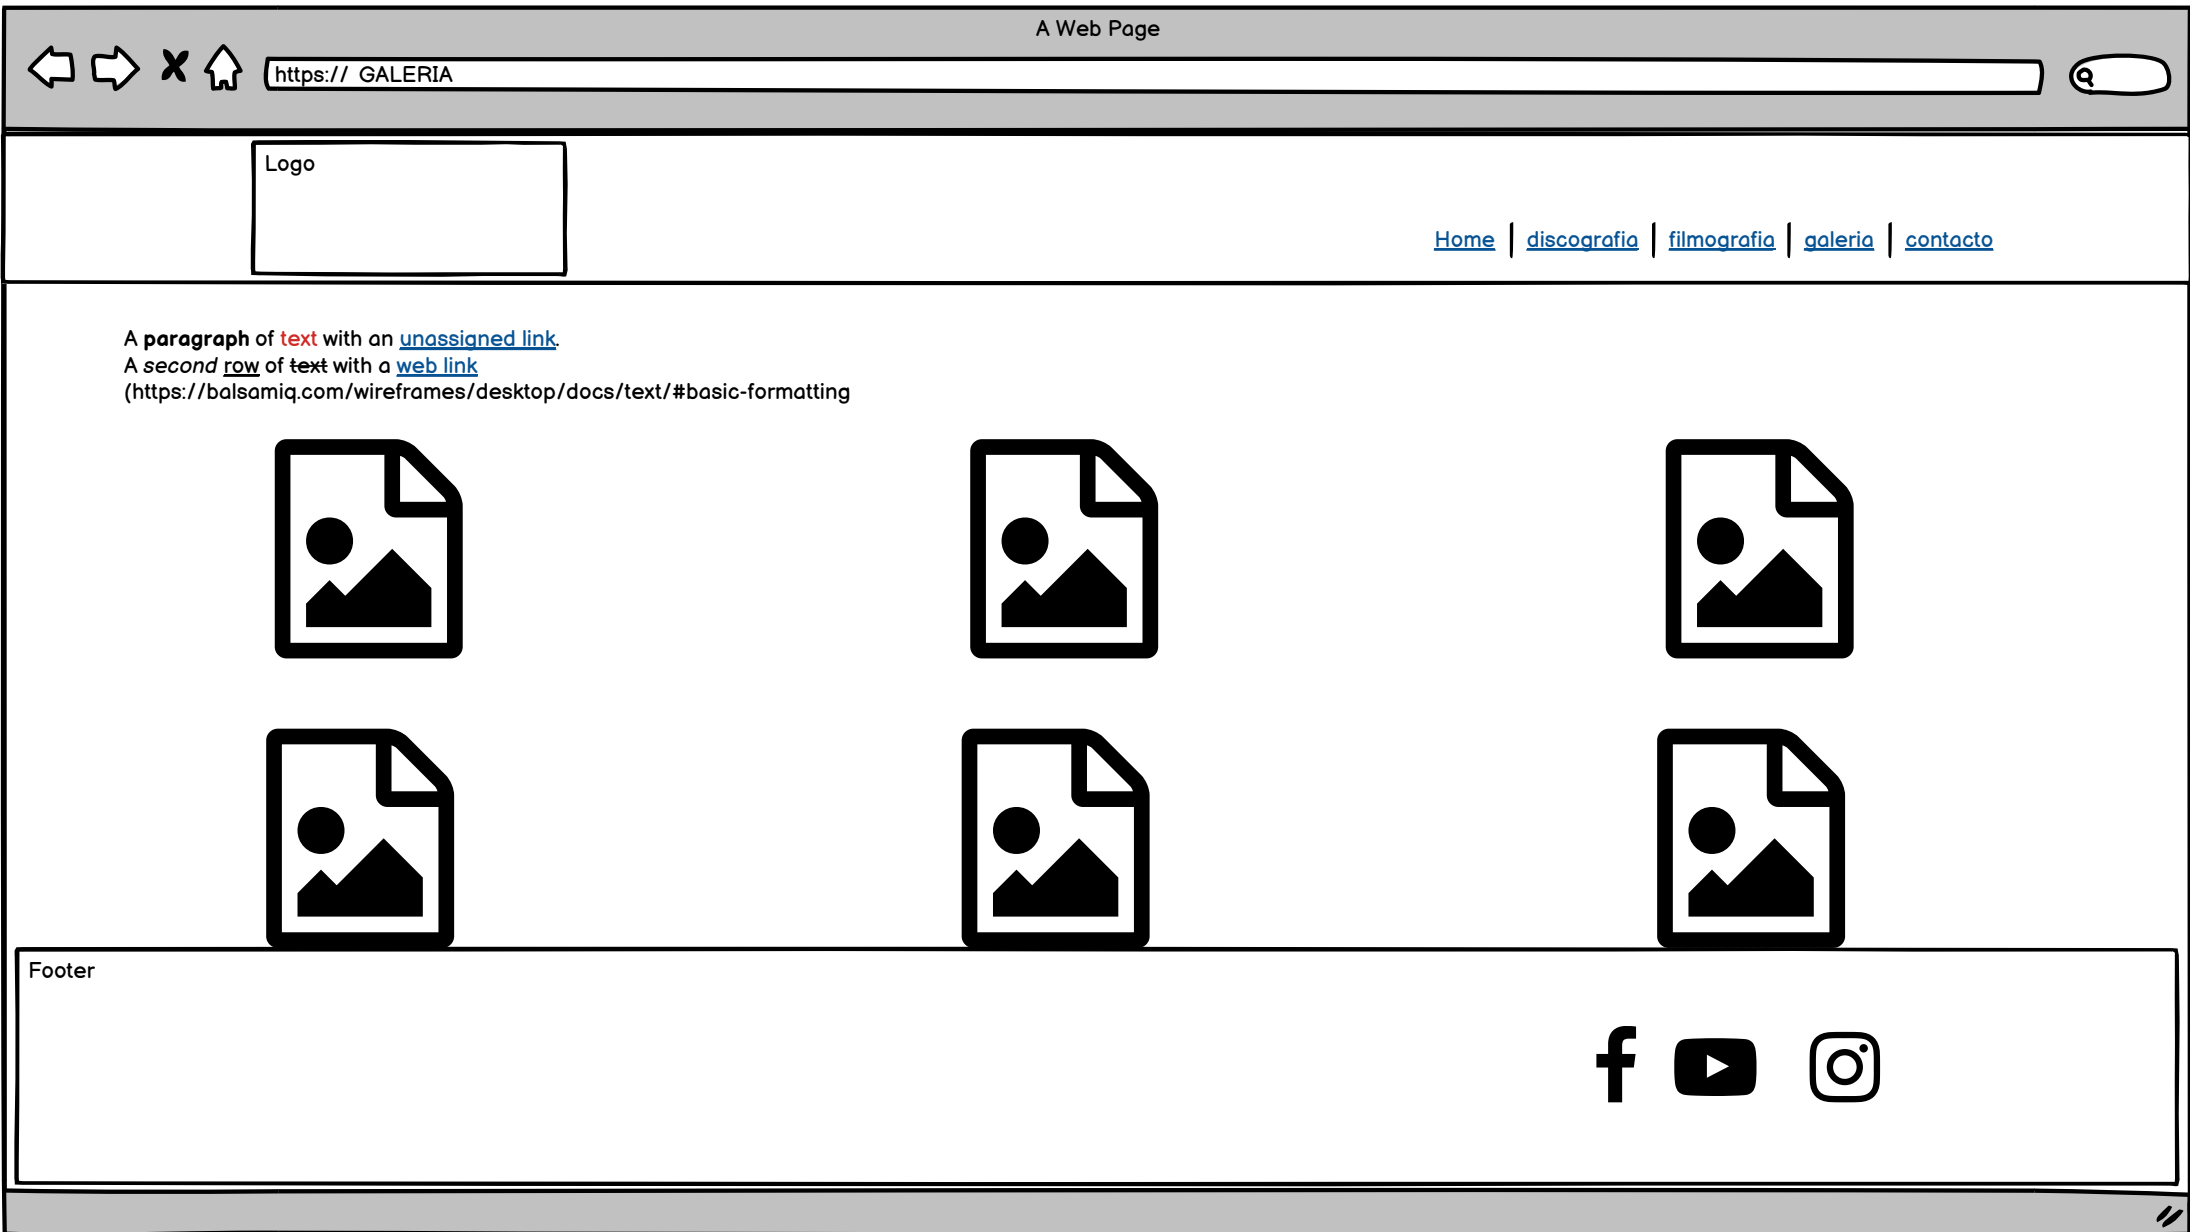 A Web Page
https:// GALERIA
Logo
Home discografia filmografia galeria contacto
A paragraph of text with an unassigned link.
A second row of text with a web link
(https://balsamiq.com/wireframes/desktop/docs/text/#basic-formatting
Footer